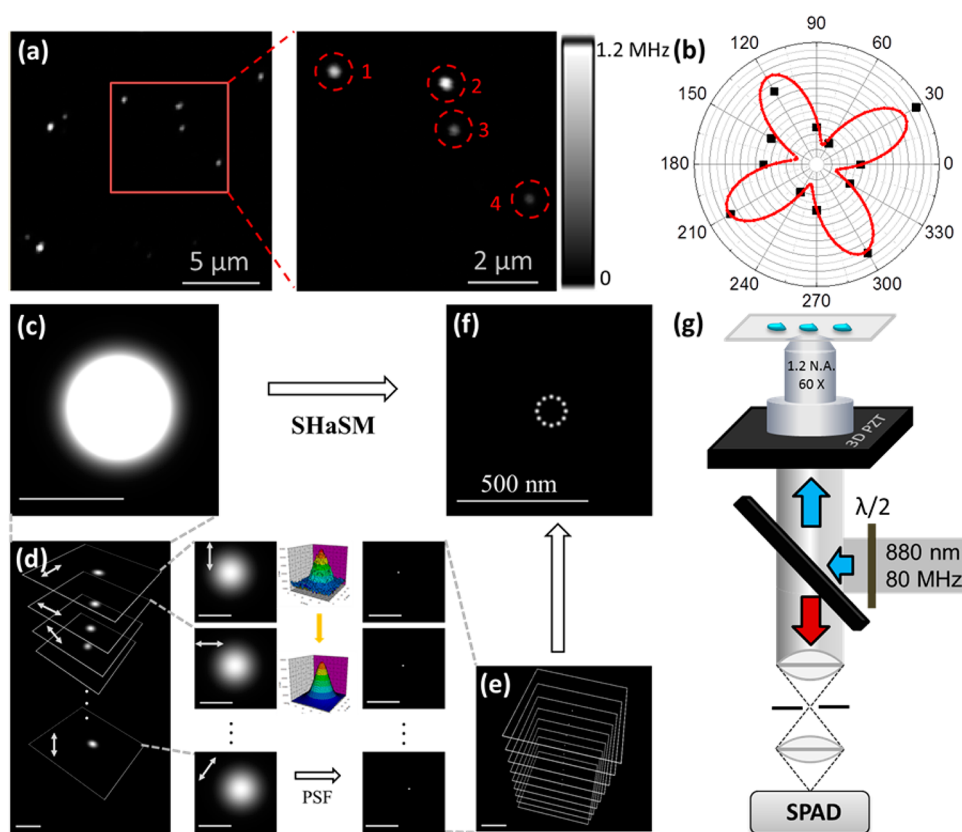 (a)
1
2
3
4
5 µm
2 µm
1.2 MHz
0
(b)
90
120
60
150
30
180
0
210
330
240
300
270
(c)
SHaSM
(f)
500 nm
(g)
1.2 N.A.
60 X
3D PZT
λ/2
880 nm
80 MHz
SPAD
(d)
PSF
(e)